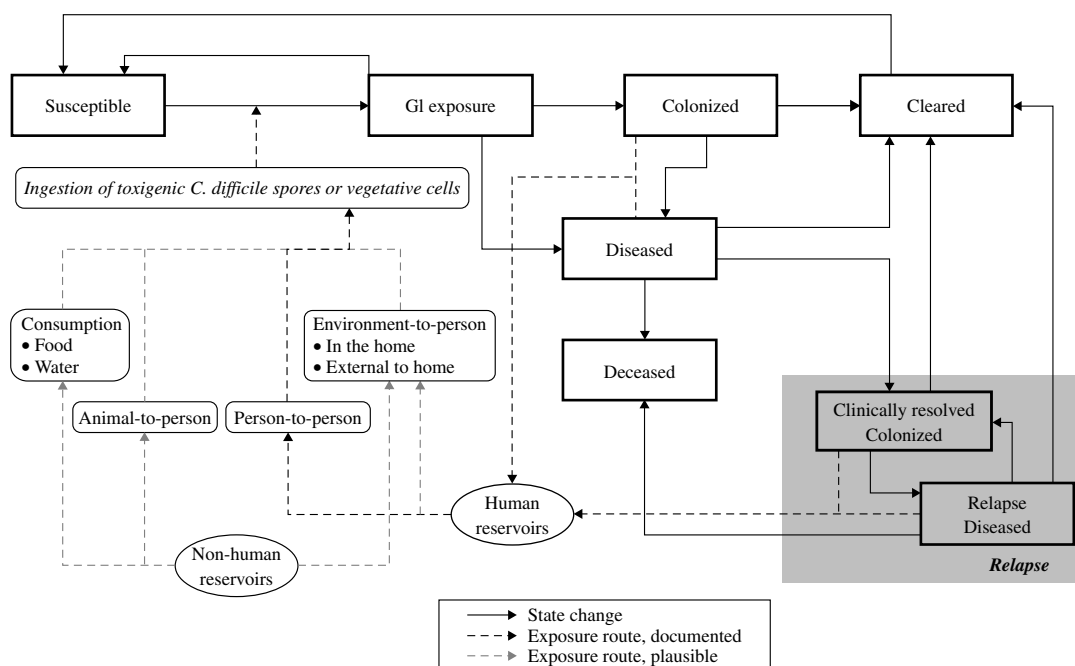 Susceptible
Gl exposure
Colonized
Cleared
Ingestion of toxigenic C. difficile spores or vegetative cells
Diseased
Consumption
• Food
• Water
Environment-to-person
• In the home
• External to home
Deceased
Animal-to-person
Person-to-person
Clinically resolved
Colonized
Human
reservoirs
Relapse
Diseased
Non-human
reservoirs
Relapse
State change
Exposure route, documented
Exposure route, plausible